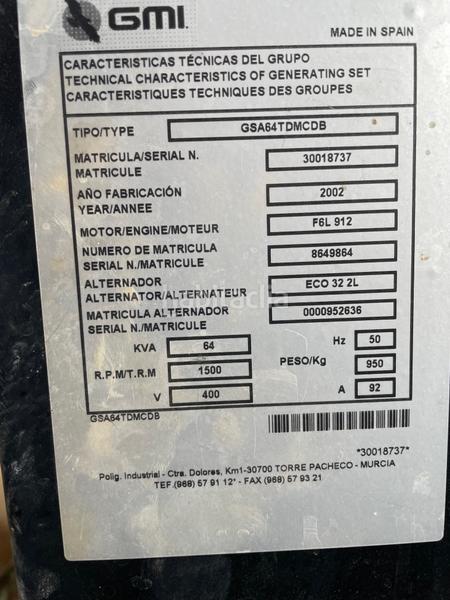 GMI
MADE IN SPAIN
CARACTERISTICAS TÉCNICAS DEL GRUPO
TECHNICAL CHARACTERISTICS OF GENERATING SET
CARACTERISTIQUES TECHNIQUES DES GROUPES
TIPO/TYPE GSA64TDMCDB
MATRICULA/SERIAL N. 30018737
MATRICULE
AÑO FABRICACIÓN 2002
YEAR/ANNEE
MOTOR/ENGINE/MOTEUR F6L 912
NUMERO DE MATRICULA 8649864
SERIAL N./MATRICULE
ALTERNADOR ECO 32 2L
ALTERNATOR/ALTERNATEUR
MATRICULA ALTERNADOR 0000952636
SERIAL N./MATRICULE
KVA 64 Hz 50
R.P.M/T.R.M 1500 PESO/Kg 950
V 400 A 92
GSA64TDMCDB
*30018737*
Polig. Industrial - Ctra. Dolores, Km1-30700 TORRE PACHECO - MURCIA
TEF.(968) 57 91 12* - FAX (968) 57 93 21